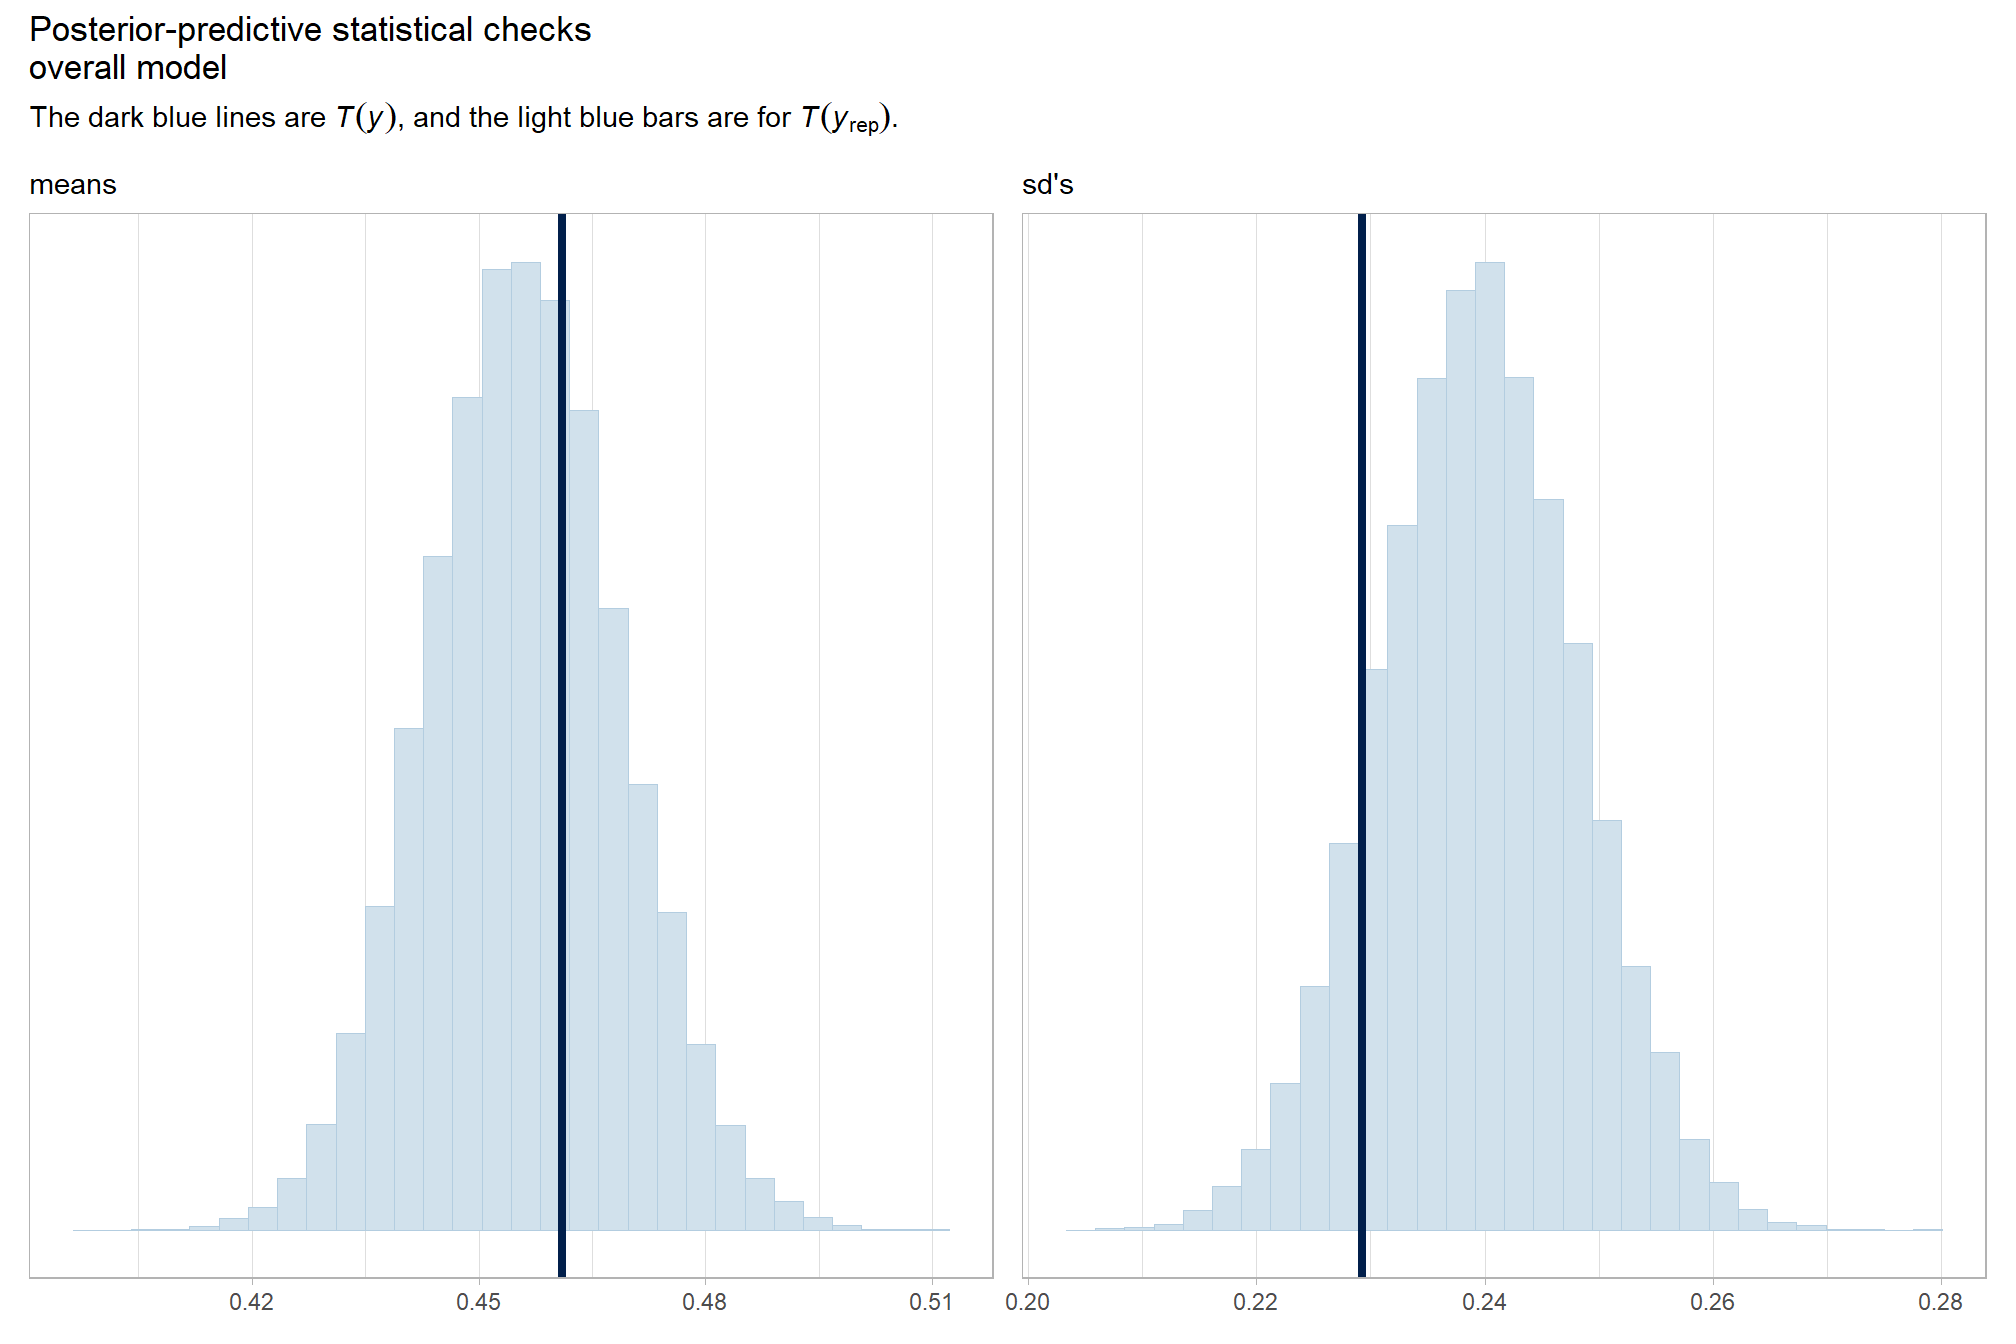 Posterior-predictive statistical checks
overall model
The dark blue lines are T(y), and the light blue bars are for T(yrep).
means
sd's
0.42 0.45 0.48 0.51
0.20 0.22 0.24 0.26 0.28